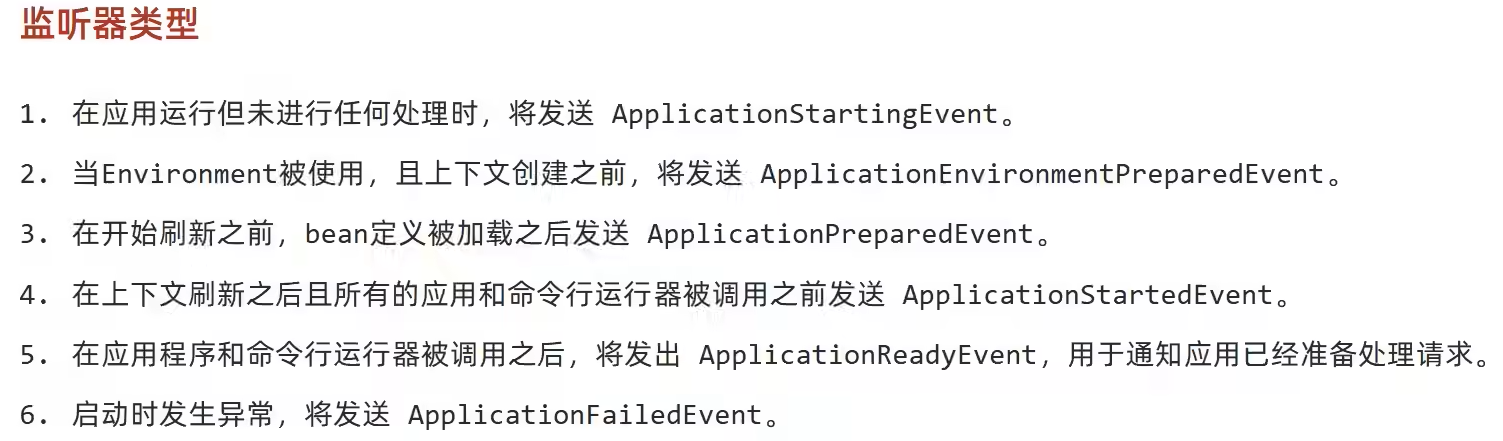 监听器类型
1. 在应用运行但未进行任何处理时，将发送 ApplicationStartingEvent。
2. 当Environment被使用，且上下文创建之前，将发送 ApplicationEnvironmentPreparedEvent。
3. 在开始刷新之前，bean定义被加载之后发送 ApplicationPreparedEvent。
4. 在上下文刷新之后且所有的应用和命令行运行器被调用之前发送 ApplicationStartedEvent。
5. 在应用程序和命令行运行器被调用之后，将发出 ApplicationReadyEvent，用于通知应用已经准备处理请求。
6. 启动时发生异常，将发送 ApplicationFailedEvent。